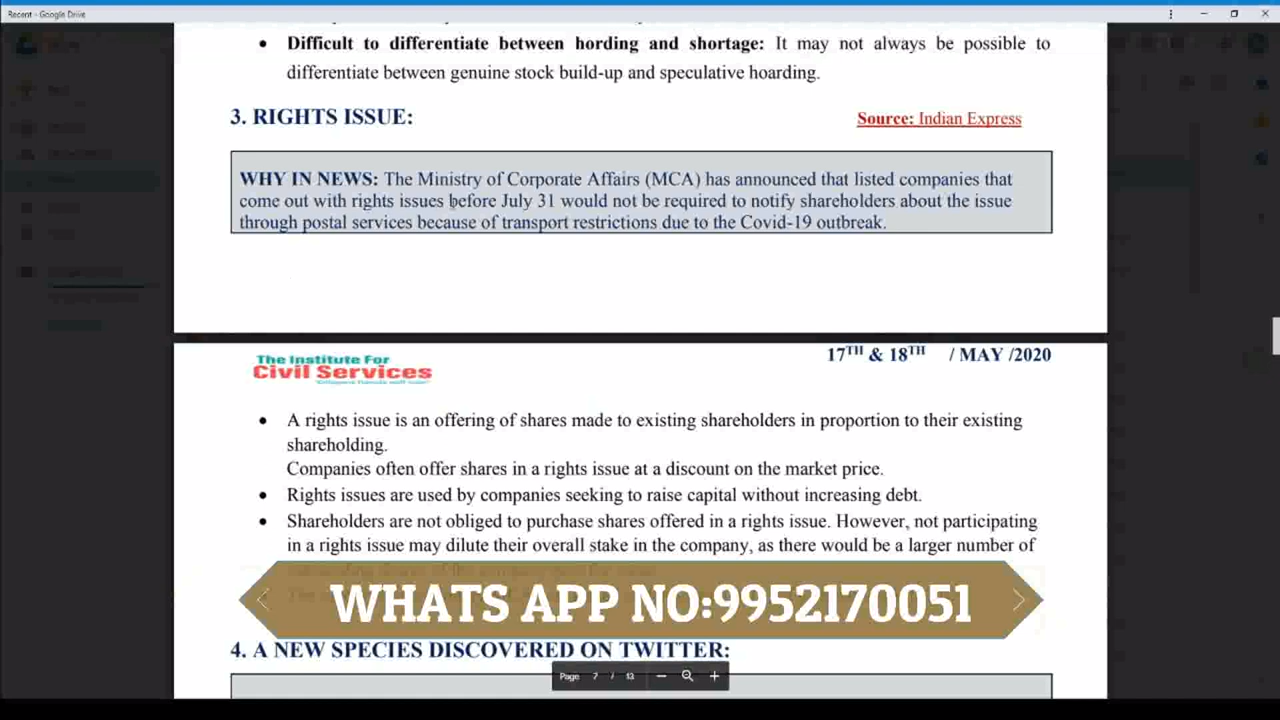 Recent - Google Drive
• Difficult to differentiate between hording and shortage: It may not always be possible to
differentiate between genuine stock build-up and speculative hoarding.
3. RIGHTS ISSUE:
Source: Indian Express
WHY IN NEWS: The Ministry of Corporate Affairs (MCA) has announced that listed companies that
come out with rights issues before July 31 would not be required to notify shareholders about the issue
through postal services because of transport restrictions due to the Covid-19 outbreak.
The Institute For
Civil Services
17TH & 18TH / MAY /2020
• A rights issue is an offering of shares made to existing shareholders in proportion to their existing
shareholding.
Companies often offer shares in a rights issue at a discount on the market price.
• Rights issues are used by companies seeking to raise capital without increasing debt.
• Shareholders are not obliged to purchase shares offered in a rights issue. However, not participating
in a rights issue may dilute their overall stake in the company, as there would be a larger number of
WHATS APP NO:9952170051
4. A NEW SPECIES DISCOVERED ON TWITTER:
Page 7 / 13